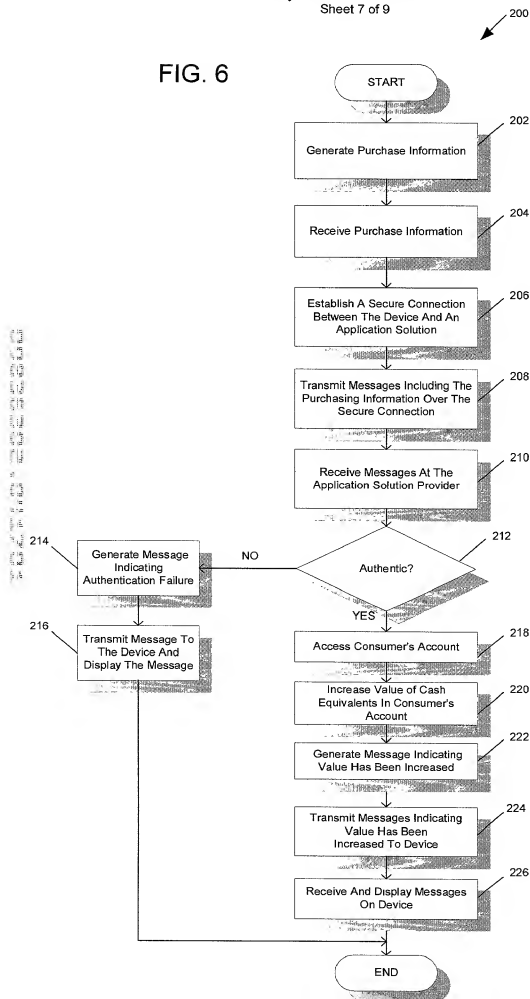 Sheet 7 of 9
200
FIG. 6
START
202
Generate Purchase Information
204
Receive Purchase Information
206
Establish A Secure Connection
Between The Device And An
Application Solution
208
Transmit Messages Including The
Purchasing Information Over The
Secure Connection
210
Receive Messages At The
Application Solution Provider
212
Authentic?
NO
YES
214
Generate Message
Indicating
Authentication Failure
216
Transmit Message To
The Device And
Display The Message
218
Access Consumer's Account
220
Increase Value of Cash
Equivalents In Consumer's
Account
222
Generate Message Indicating
Value Has Been Increased
224
Transmit Messages Indicating
Value Has Been
Increased To Device
226
Receive And Display Messages
On Device
END